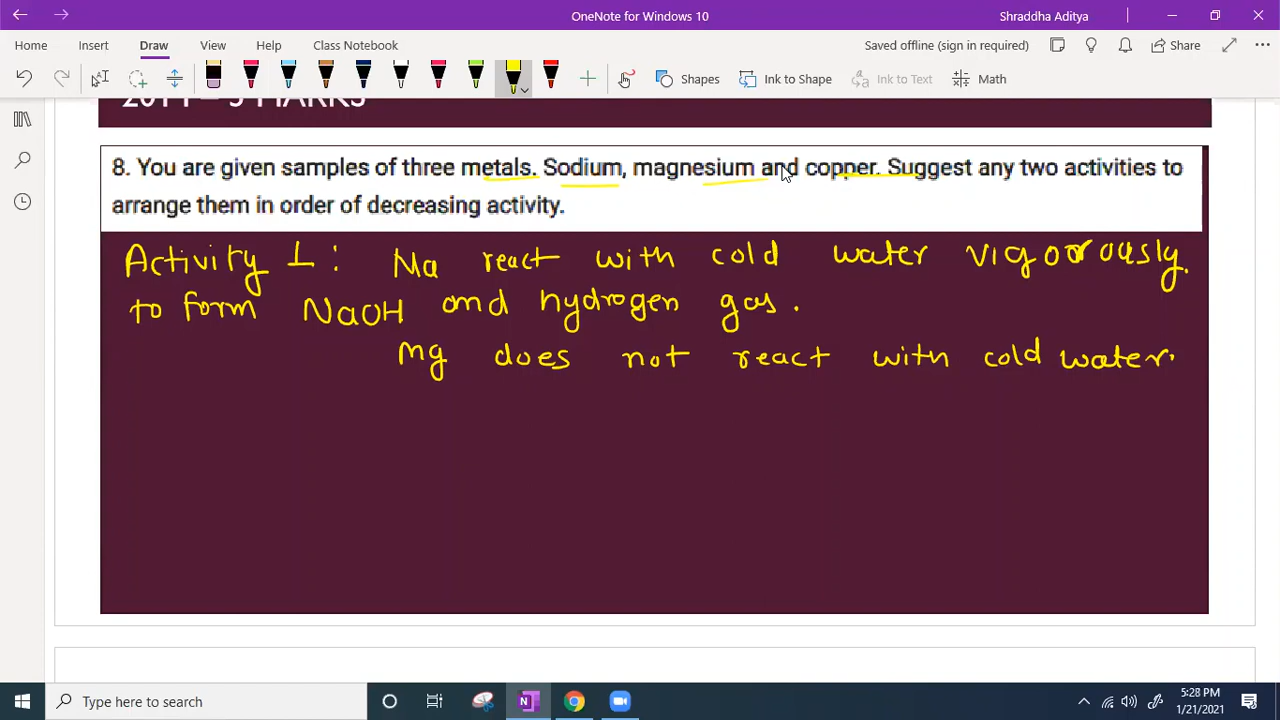 OneNote for Windows 10
Shraddha Aditya
Home Insert Draw View Help Class Notebook
Saved offline (sign in required)
Share
Shapes
Ink to Shape
Ink to Text
Math
2011 – 3 MARKS
8. You are given samples of three metals. Sodium, magnesium and copper. Suggest any two activities to
arrange them in order of decreasing activity.
Activity 1: Na react with cold water vigorously.
to form NaOH and hydrogen gas.
Mg does not react with cold water.
Type here to search
5:28 PM
1/21/2021